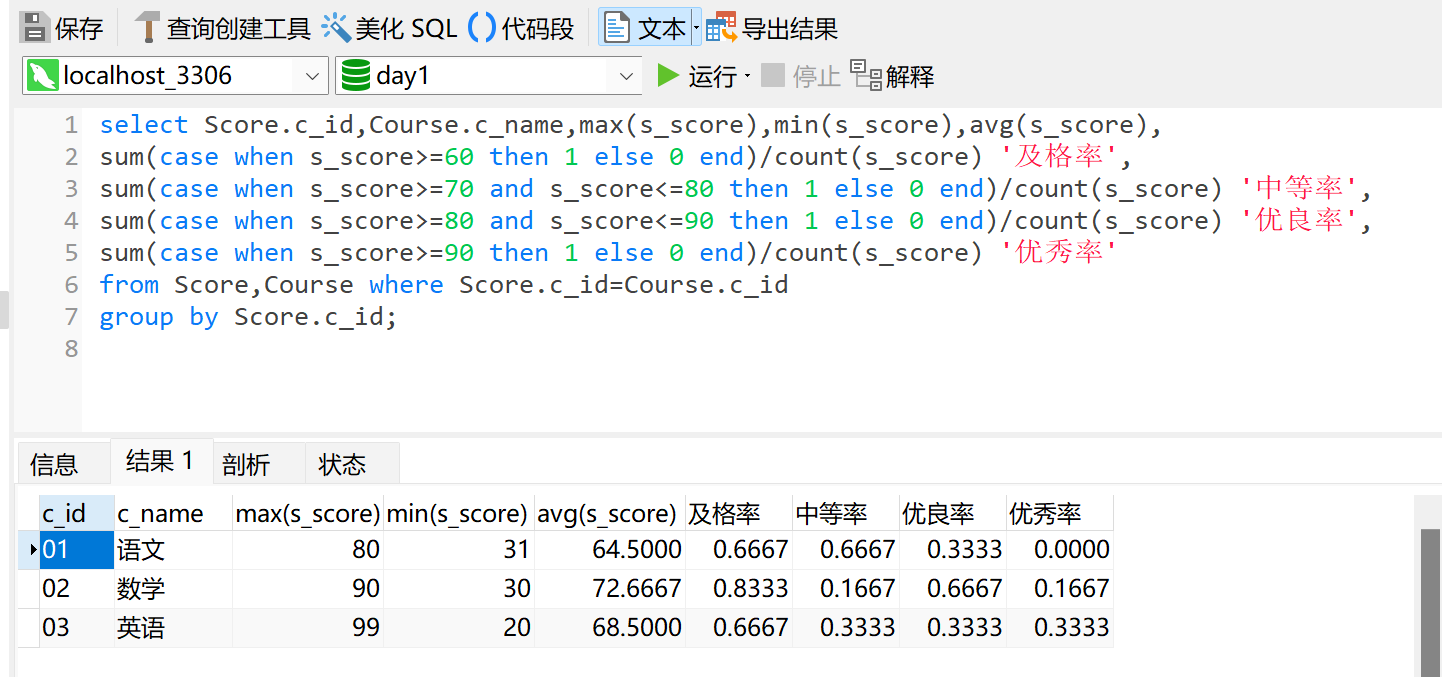 保存 查询创建工具 美化 SQL 代码段 文本 导出结果
localhost_3306 day1 运行 停止 解释
1 select Score.c_id,Course.c_name,max(s_score),min(s_score),avg(s_score),
2 sum(case when s_score>=60 then 1 else 0 end)/count(s_score) '及格率',
3 sum(case when s_score>=70 and s_score<=80 then 1 else 0 end)/count(s_score) '中等率',
4 sum(case when s_score>=80 and s_score<=90 then 1 else 0 end)/count(s_score) '优良率',
5 sum(case when s_score>=90 then 1 else 0 end)/count(s_score) '优秀率'
6 from Score,Course where Score.c_id=Course.c_id
7 group by Score.c_id;
8
信息 结果 1 剖析 状态
c_id c_name max(s_score) min(s_score) avg(s_score) 及格率 中等率 优良率 优秀率
01 语文 80 31 64.5000 0.6667 0.6667 0.3333 0.0000
02 数学 90 30 72.6667 0.8333 0.1667 0.6667 0.1667
03 英语 99 20 68.5000 0.6667 0.3333 0.3333 0.3333